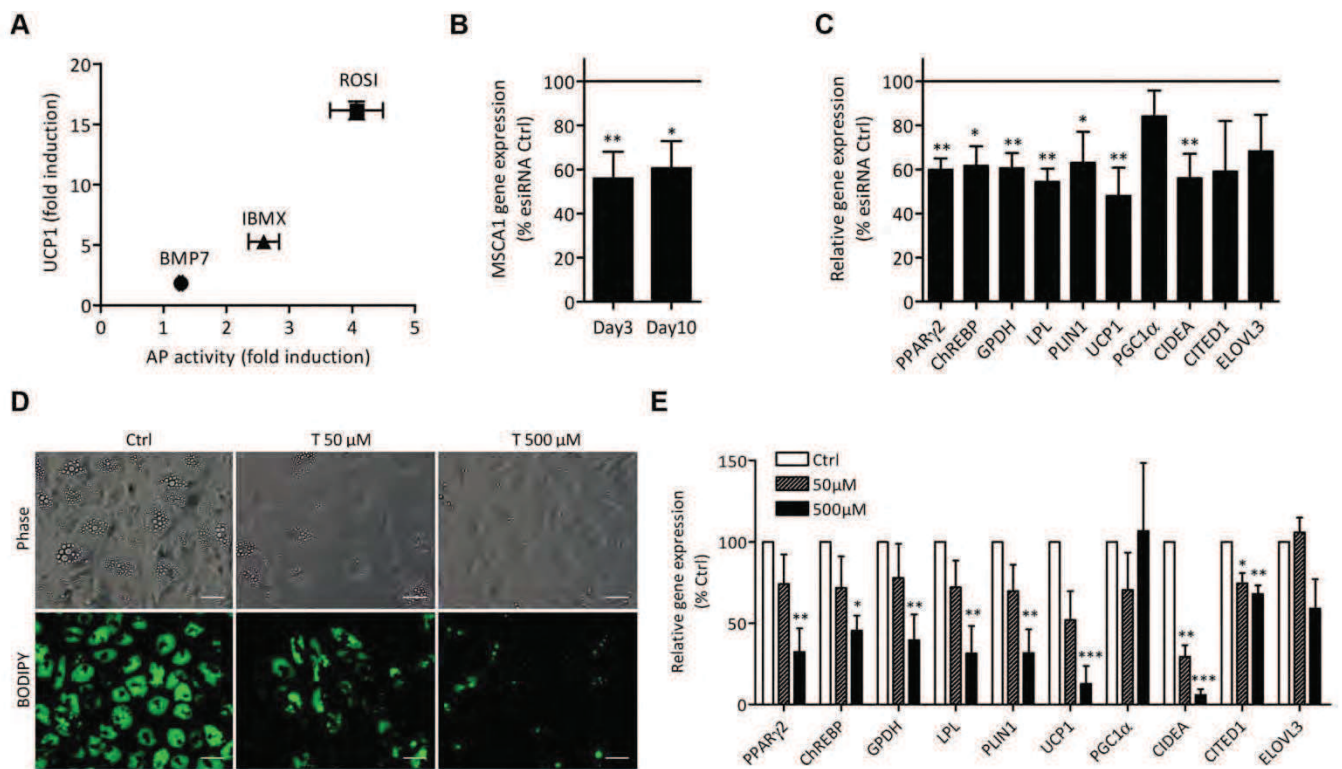 A
UCP1 (fold induction)
20
15
10
5
0
ROSI
IBMX
BMP7
0 1 2 3 4 5
AP activity (fold induction)
B
MSCA1 gene expression
(% esiRNA Ctrl)
100
80
60
40
20
0
** *
Day3 Day10
C
Relative gene expression
(% esiRNA Ctrl)
100
80
60
40
20
0
** * ** ** * ** **
PPARγ2 ChREBP GPDH LPL PLIN1 UCP1 PGC1α CIDEA CITED1 ELOVL3
D
Ctrl T 50 μM T 500 μM
Phase
BODIPY
E
Relative gene expression
(% Ctrl)
150
100
50
0
Ctrl
50μM
500μM
** * ** ** ** *** ** *** * **
PPARγ2 ChREBP GPDH LPL PLIN1 UCP1 PGC1α CIDEA CITED1 ELOVL3